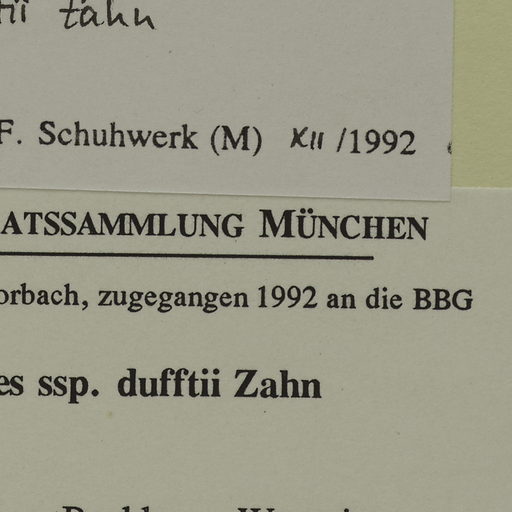 tii Zahn
F. Schuhwerk (M) XII /1992
ATSSAMMLUNG MÜNCHEN
orbach, zugegangen 1992 an die BBG
es ssp. dufftii Zahn